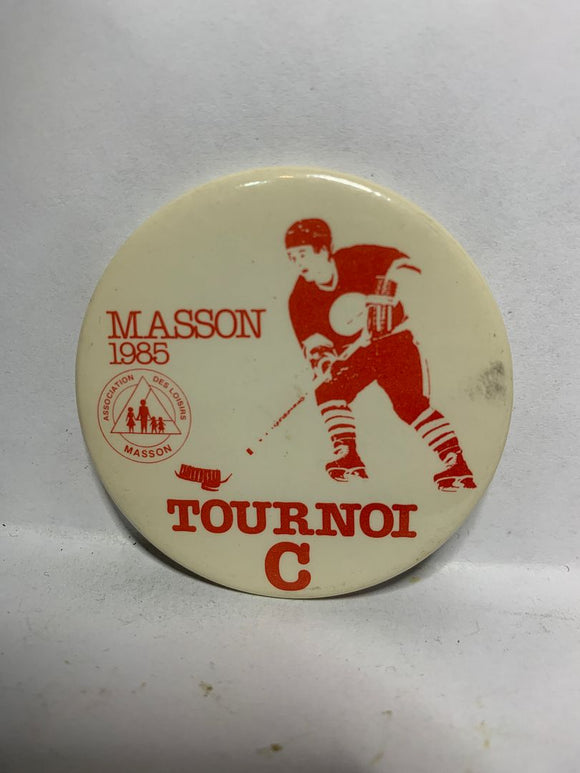 MASSON
1985
ASSOCIATION DES LOISIRS
MASSON
TOURNOI
C